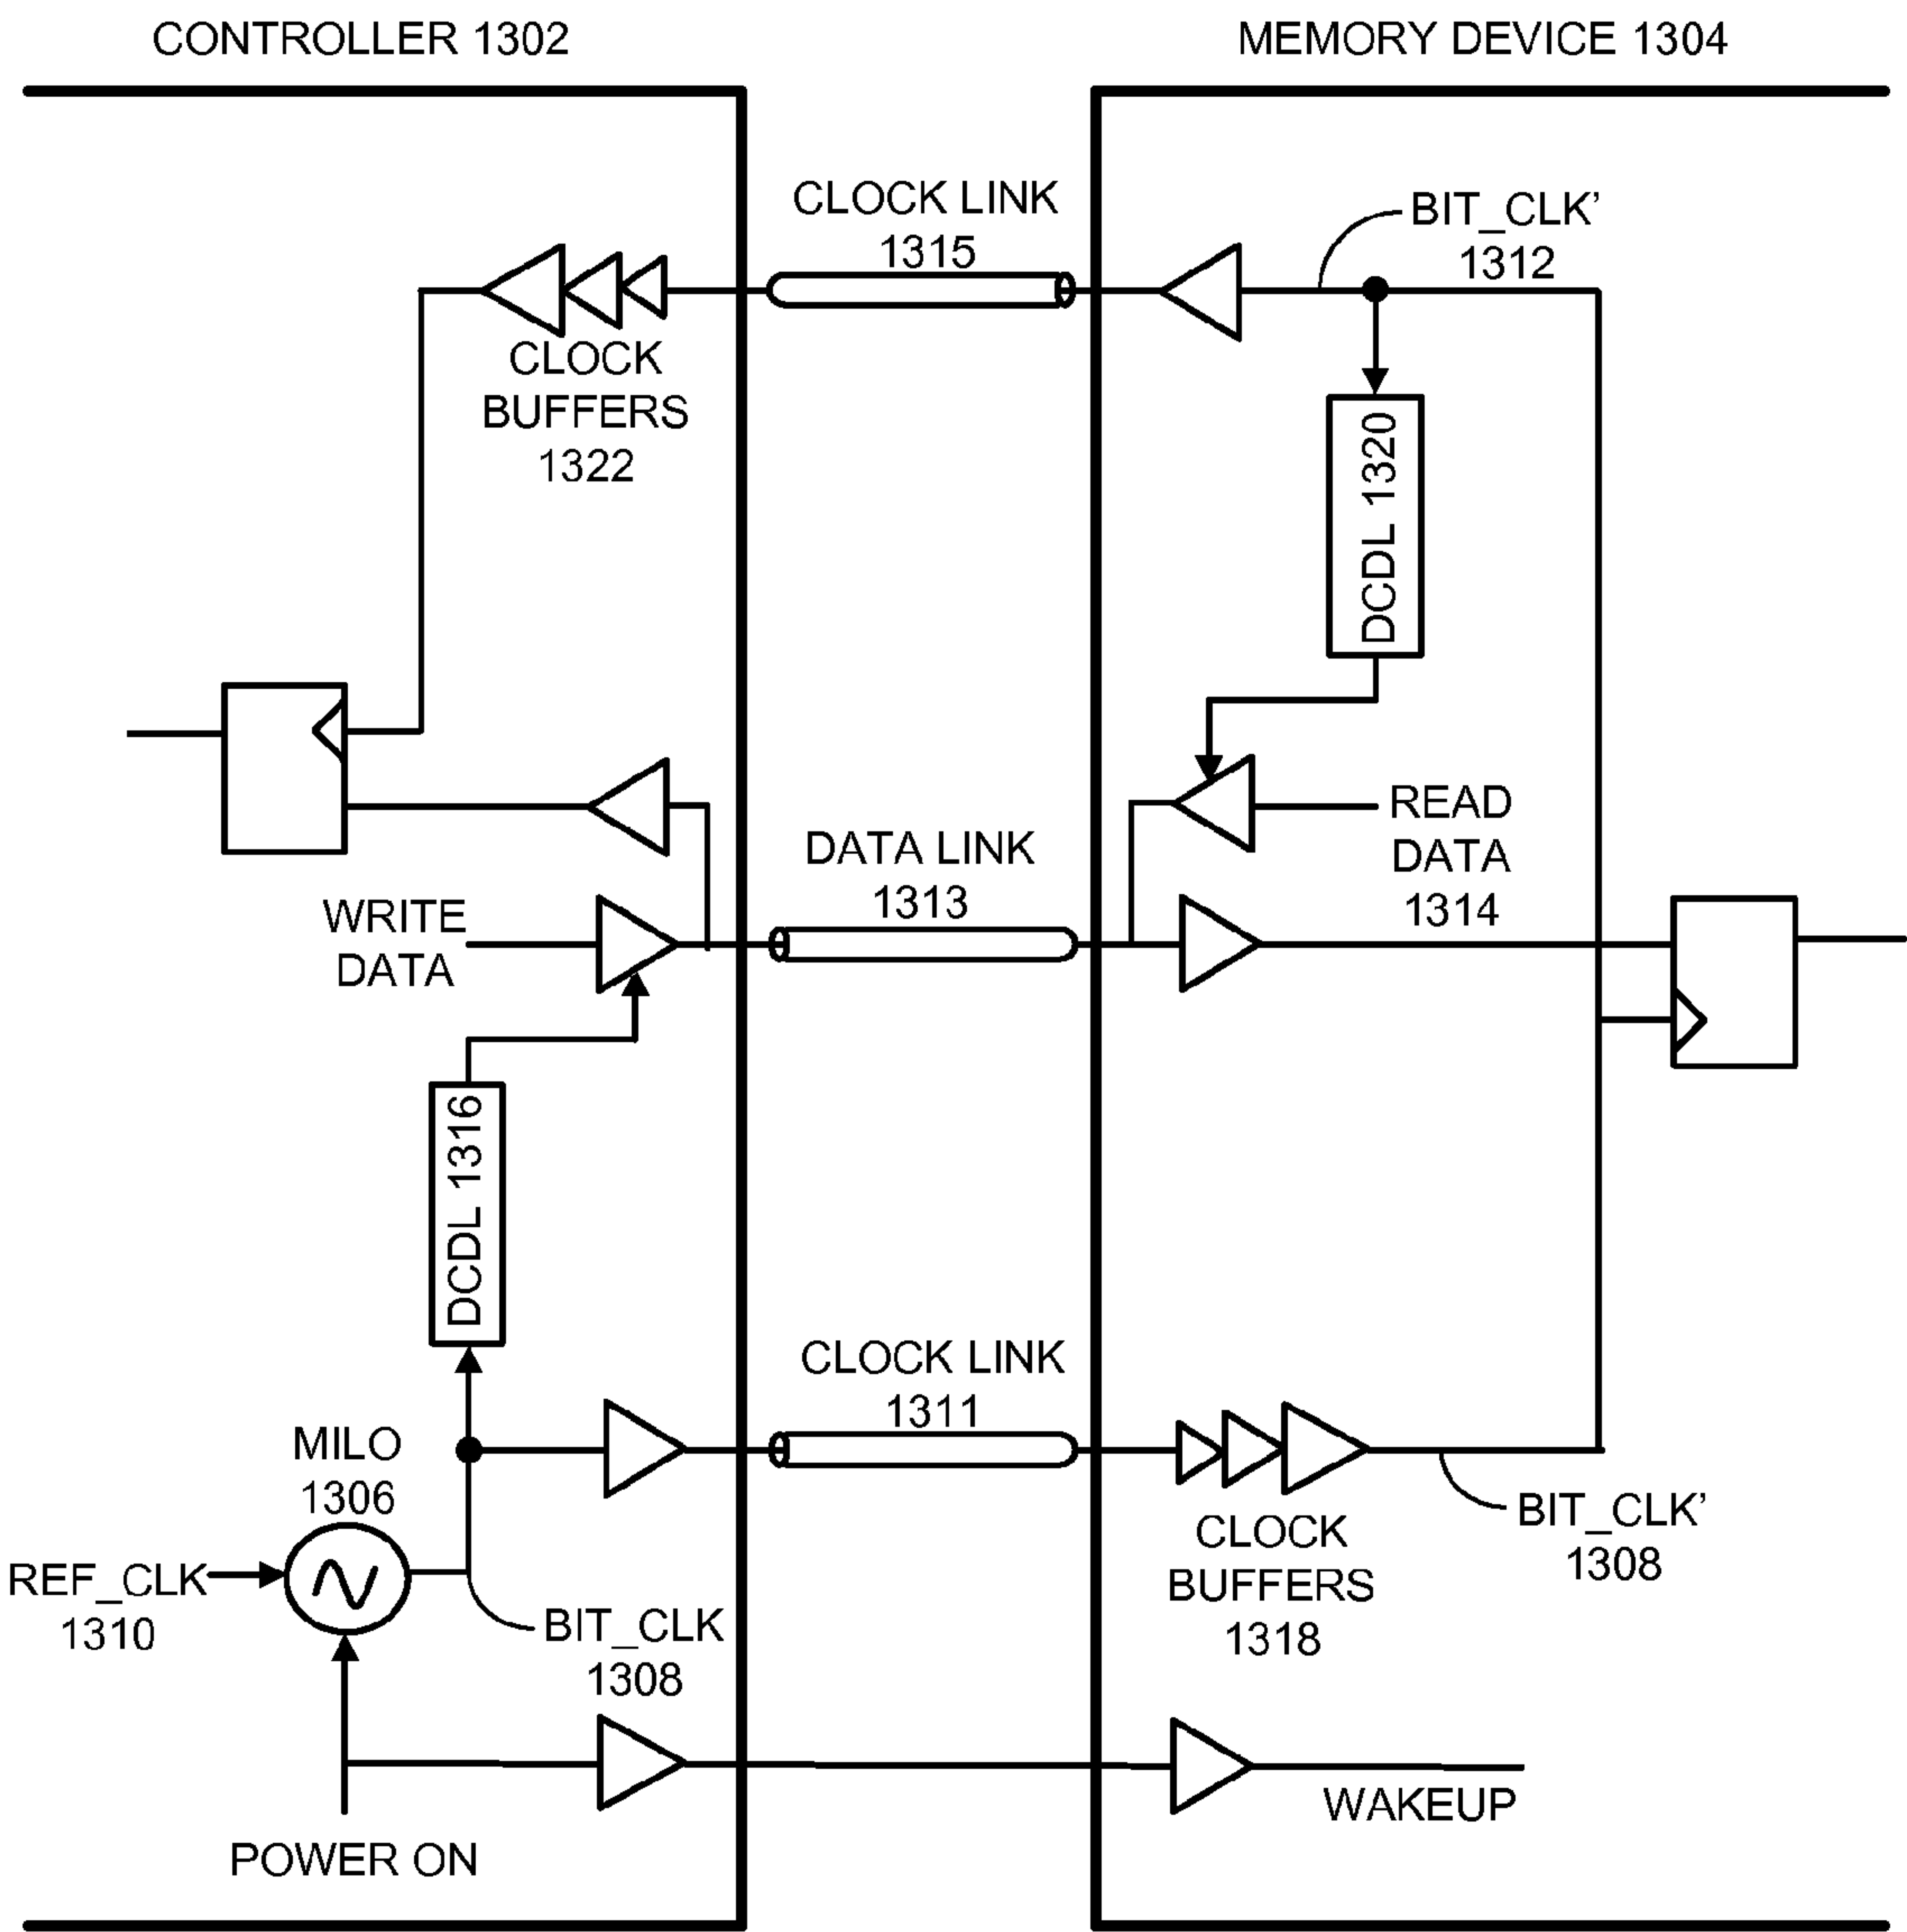 CONTROLLER 1302
MEMORY DEVICE 1304
CLOCK LINK
1315
BIT_CLK’
1312
CLOCK
BUFFERS
1322
DCDL 1320
READ
DATA
1314
DATA LINK
1313
WRITE
DATA
DCDL 1316
CLOCK LINK
1311
MILO
1306
REF_CLK
1310
BIT_CLK
1308
CLOCK
BUFFERS
1318
BIT_CLK’
1308
WAKEUP
POWER ON